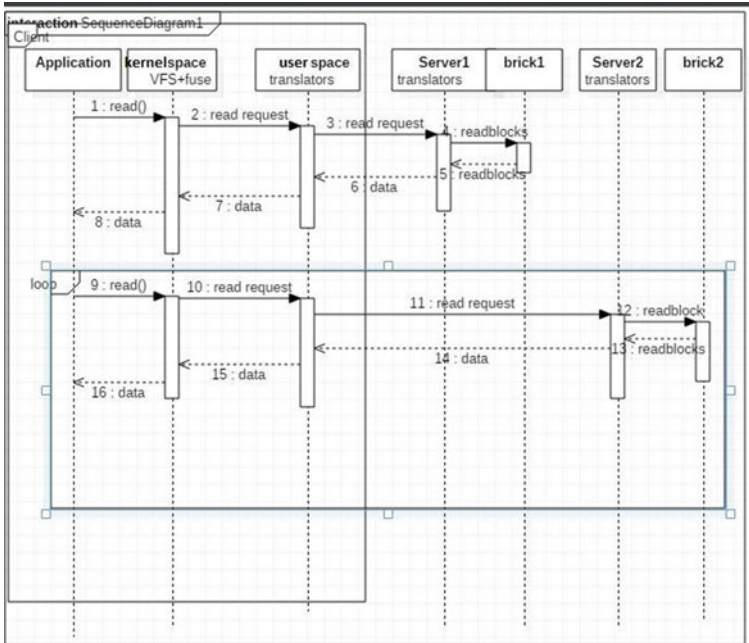 interaction SequenceDiagram1
Client
Application
kernelspace
VFS+fuse
user space
translators
Server1
translators
brick1
Server2
translators
brick2
1 : read()
2 : read request
3 : read request
4 : readblocks
5 : readblocks
6 : data
7 : data
8 : data
loop
9 : read()
10 : read request
11 : read request
12 : readblock
13 : readblocks
14 : data
15 : data
16 : data